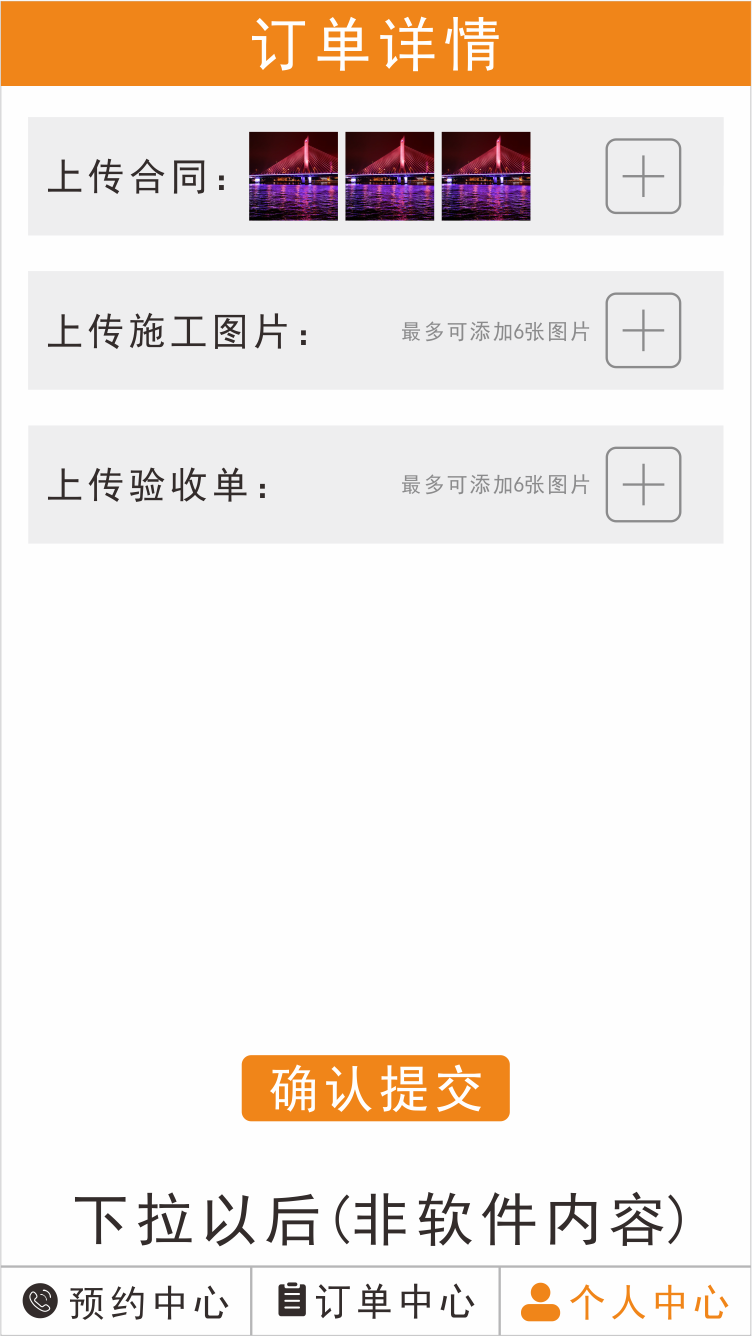 订单详情
上传合同：
上传施工图片：
最多可添加6张图片
上传验收单：
最多可添加6张图片
确认提交
下拉以后(非软件内容)
预约中心
订单中心
个人中心